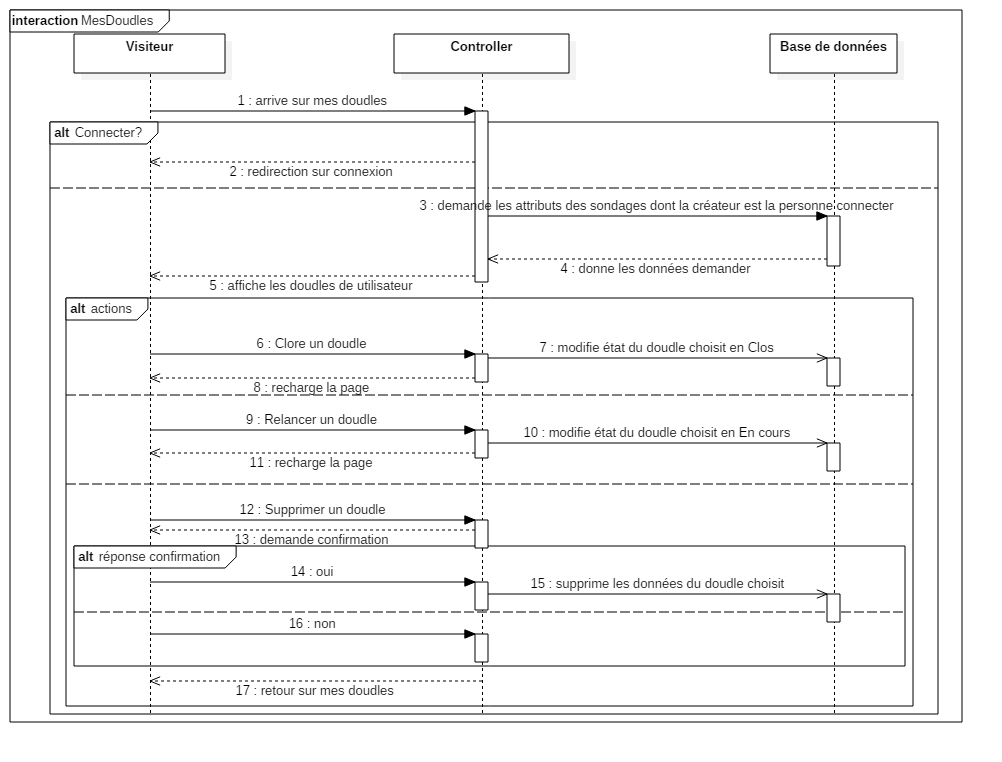 interaction MesDoudles
Visiteur
Controller
Base de données
1 : arrive sur mes doudles
alt Connecter?
2 : redirection sur connexion
3 : demande les attributs des sondages dont la créateur est la personne connecter
4 : donne les données demander
5 : affiche les doudles de utilisateur
alt actions
6 : Clore un doudle
7 : modifie état du doudle choisit en Clos
8 : recharge la page
9 : Relancer un doudle
10 : modifie état du doudle choisit en En cours
11 : recharge la page
12 : Supprimer un doudle
13 : demande confirmation
alt réponse confirmation
14 : oui
15 : supprime les données du doudle choisit
16 : non
17 : retour sur mes doudles